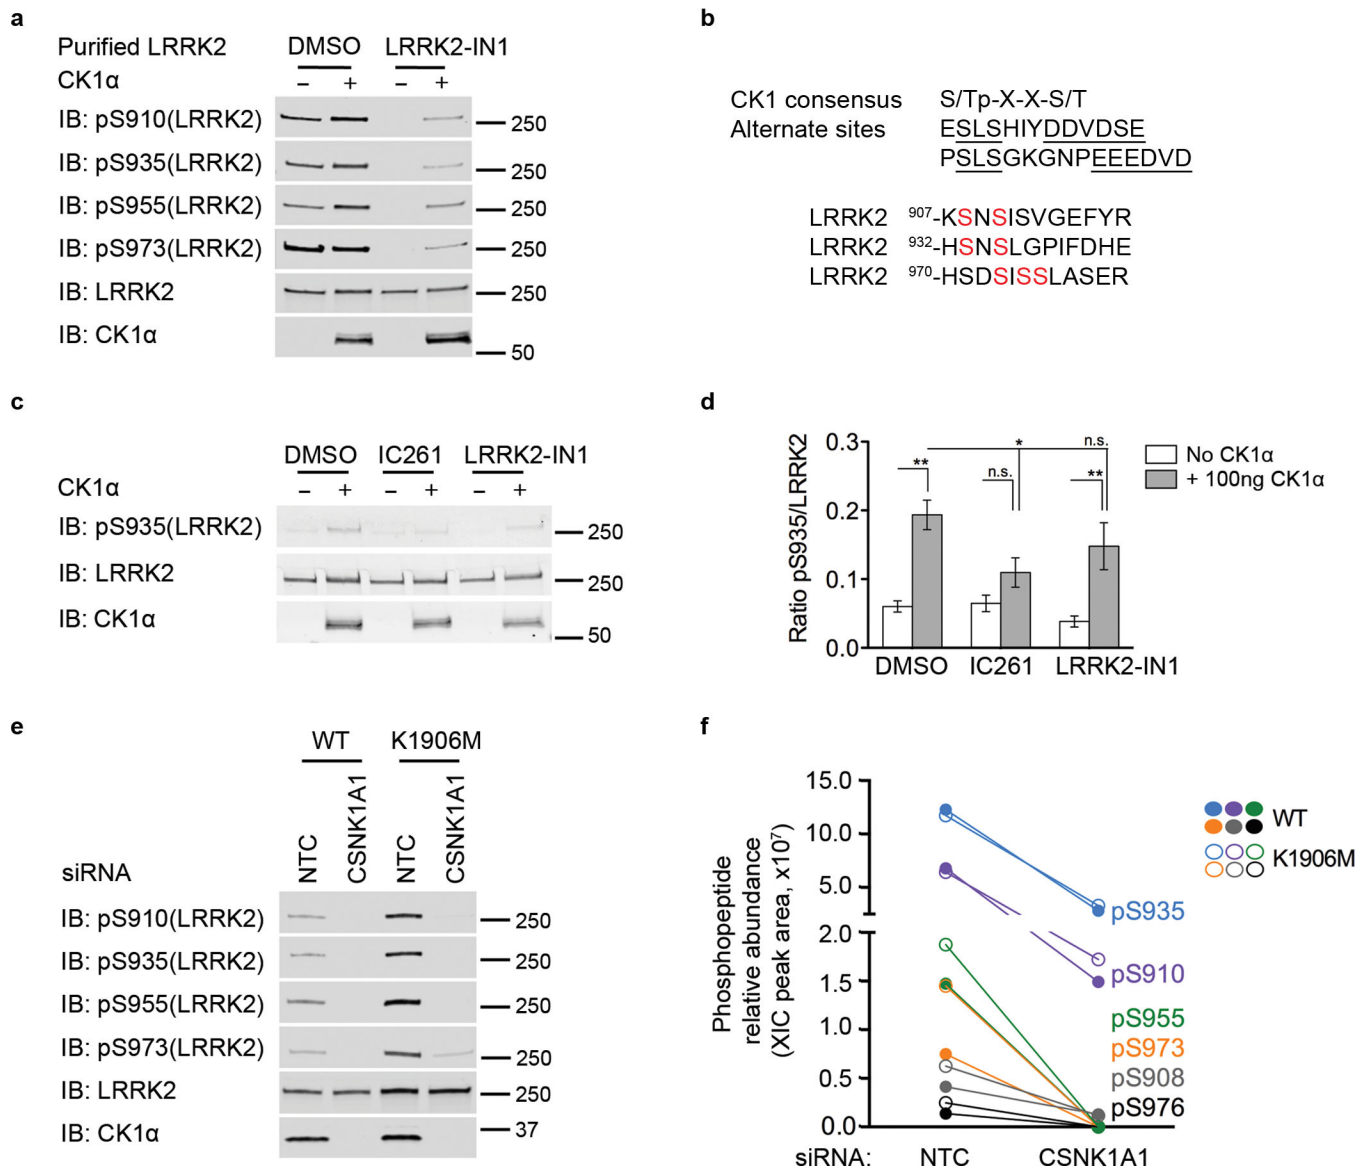 a
Purified LRRK2 DMSO LRRK2-IN1
CK1α – + – +
IB: pS910(LRRK2) 250
IB: pS935(LRRK2) 250
IB: pS955(LRRK2) 250
IB: pS973(LRRK2) 250
IB: LRRK2 250
IB: CK1α 50
b
CK1 consensus S/Tp-X-X-S/T
Alternate sites ESLSHIYDDVDSE
PSLSGKGNPEEEDVD
LRRK2 907-KSNSISVGEFYR
LRRK2 932-HSNSLGPIFDHE
LRRK2 970-HSDSISSLASER
c
DMSO IC261 LRRK2-IN1
CK1α – + – + – +
IB: pS935(LRRK2) 250
IB: LRRK2 250
IB: CK1α 50
d
Ratio pS935/LRRK2
0.3
0.2
0.1
0.0
** n.s. * n.s. **
No CK1α
+ 100ng CK1α
DMSO IC261 LRRK2-IN1
e
WT K1906M
siRNA NTC CSNK1A1 NTC CSNK1A1
IB: pS910(LRRK2) 250
IB: pS935(LRRK2) 250
IB: pS955(LRRK2) 250
IB: pS973(LRRK2) 250
IB: LRRK2 250
IB: CK1α 37
f
Phosphopeptide
relative abundance
(XIC peak area, x10⁷)
15.0
10.0
5.0
2.0
1.5
1.0
0.5
0.0
WT
K1906M
pS935
pS910
pS955
pS973
pS908
pS976
siRNA: NTC CSNK1A1